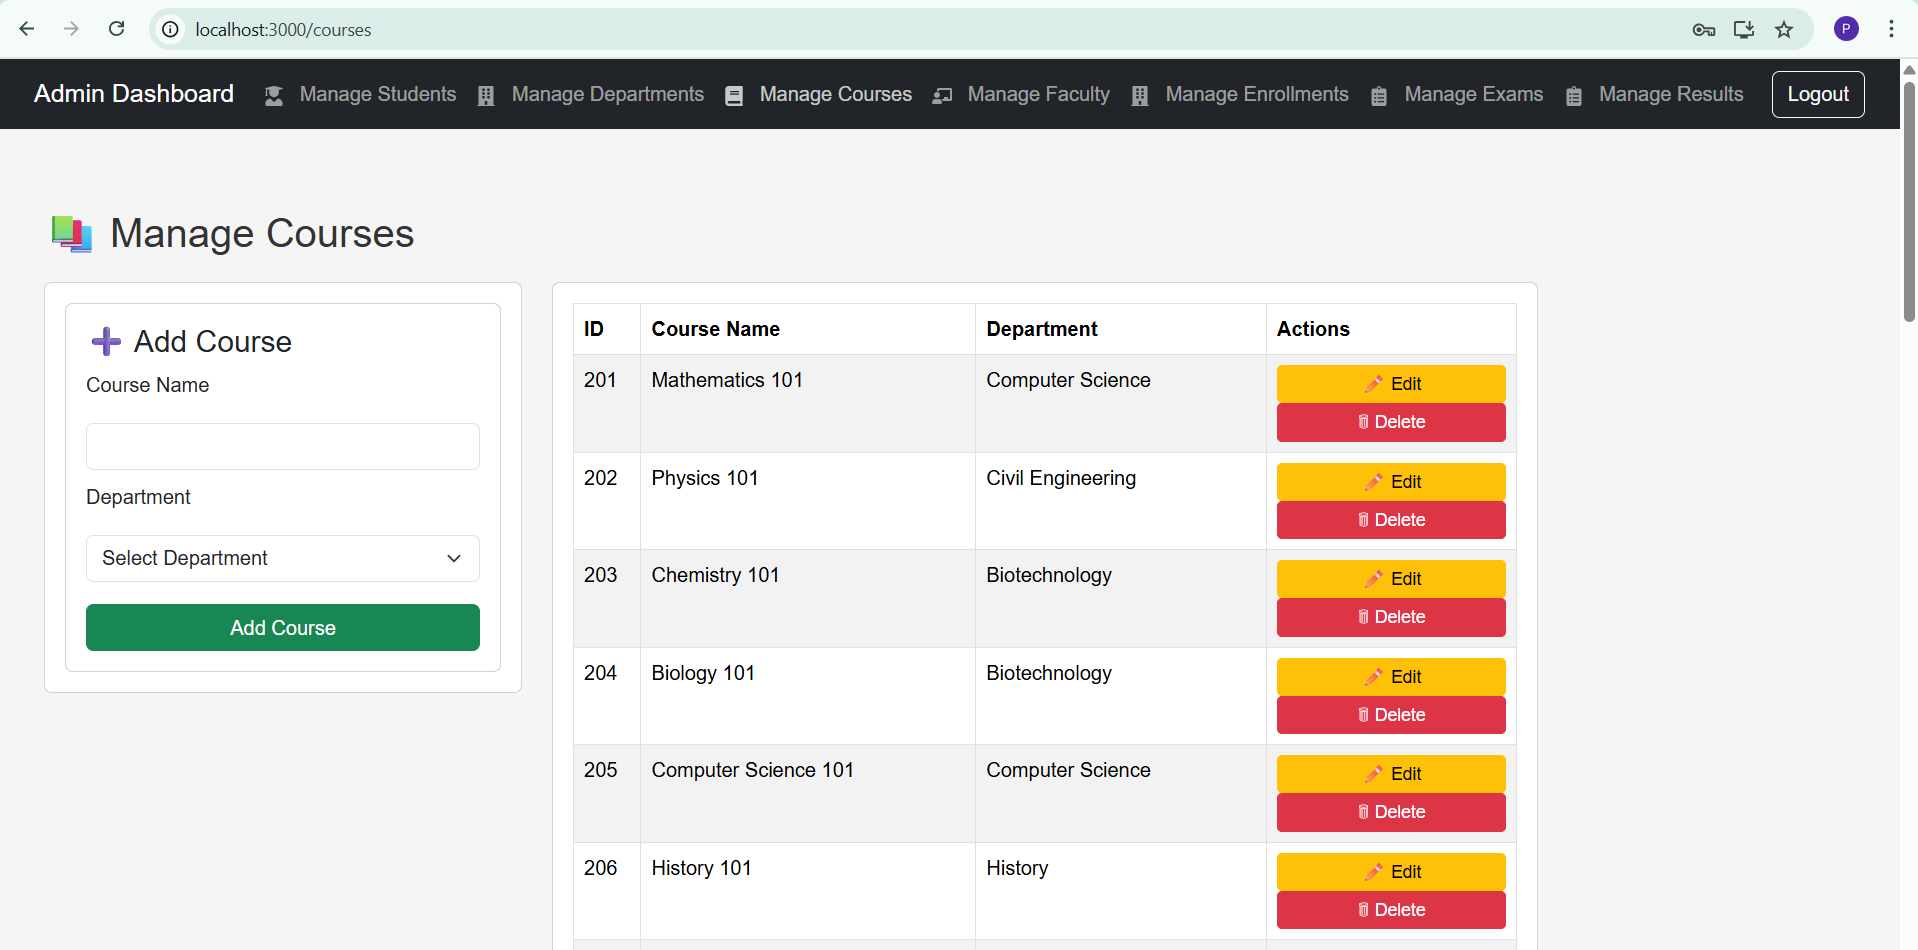 localhost:3000/courses
P
Admin Dashboard Manage Students Manage Departments Manage Courses Manage Faculty Manage Enrollments Manage Exams Manage Results Logout
Manage Courses
Add Course
Course Name
Department
Select Department
Add Course
ID Course Name Department Actions
201 Mathematics 101 Computer Science Edit
Delete
202 Physics 101 Civil Engineering Edit
Delete
203 Chemistry 101 Biotechnology Edit
Delete
204 Biology 101 Biotechnology Edit
Delete
205 Computer Science 101 Computer Science Edit
Delete
206 History 101 History Edit
Delete